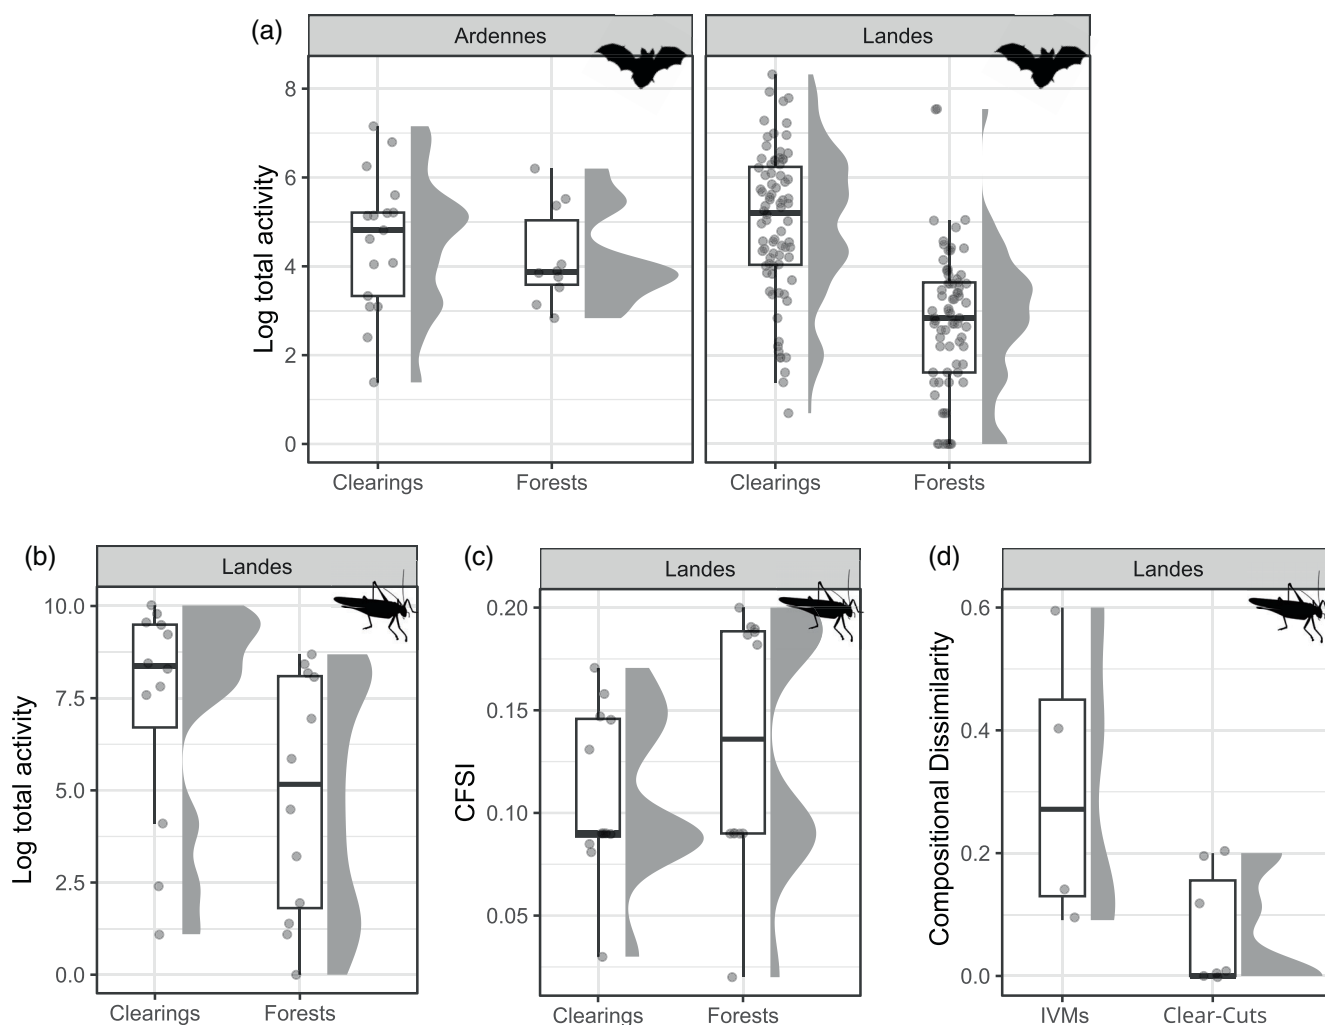 (a)
Ardennes
Landes
Log total activity
8
6
4
2
0
Clearings
Forests
Clearings
Forests
(b)
Landes
Log total activity
10.0
7.5
5.0
2.5
0.0
Clearings
Forests
(c)
Landes
CFSI
0.20
0.15
0.10
0.05
Clearings
Forests
(d)
Landes
Compositional Dissimilarity
0.6
0.4
0.2
0.0
IVMs
Clear-Cuts